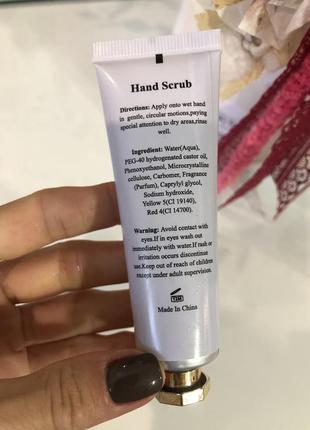 Hand Scrub
Directions: Apply onto wet hand
in gentle, circular motions,paying
special attention to dry areas,rinse
well.
Ingredient: Water(Aqua),
PEG-40 hydrogenated castor oil,
Phenoxyethanol, Microcrystalline
cellulose, Carbomer, Fragrance
(Parfum), Caprylyl glycol,
Sodium hydroxide,
Yellow 5(CI 19140),
Red 4(CI 14700).
Warning: Avoid contact with
eyes.If in eyes wash out
immediately with water.If rash or
irritation occurs discontinue
use.Keep out of reach of children
except under adult supervision.
Made In China